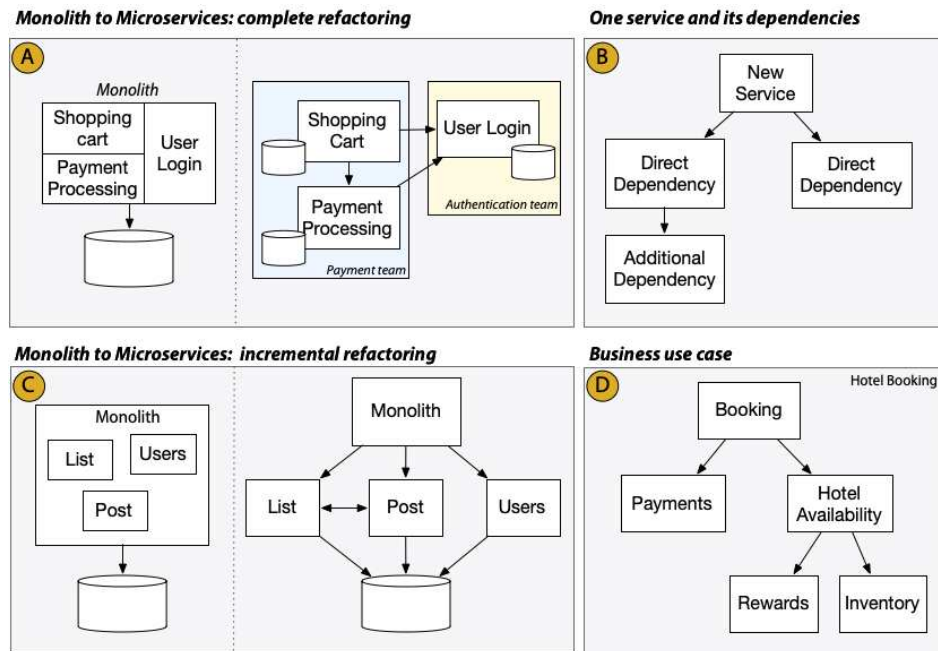 Monolith to Microservices: complete refactoring
A
Monolith
Shopping
cart
User
Login
Payment
Processing
Shopping
Cart
User Login
Payment
Processing
Authentication team
Payment team
One service and its dependencies
B
New
Service
Direct
Dependency
Direct
Dependency
Additional
Dependency
Monolith to Microservices: incremental refactoring
C
Monolith
List
Users
Post
Monolith
List
Post
Users
Business use case
D
Hotel Booking
Booking
Payments
Hotel
Availability
Rewards
Inventory